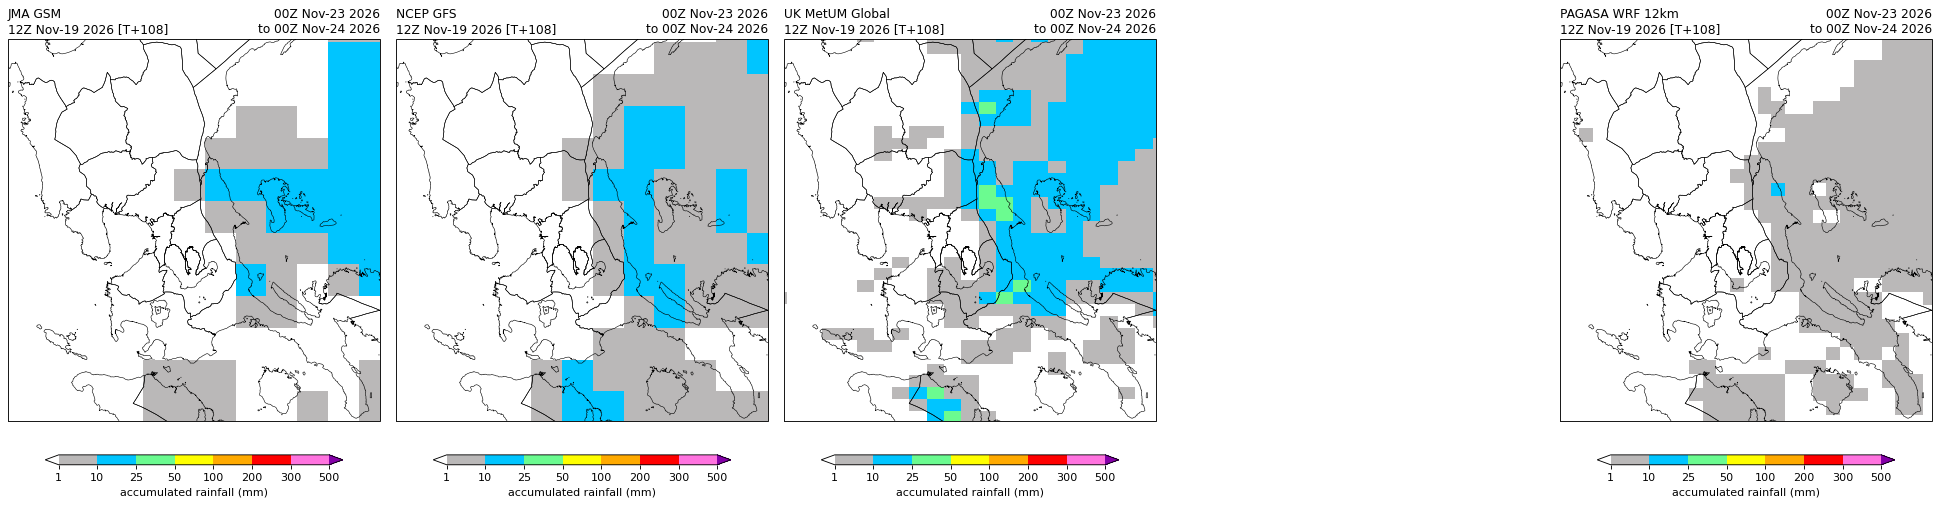 JMA GSM 00Z Nov-23 2026
12Z Nov-19 2026 [T+108] to 00Z Nov-24 2026
1 10 25 50 100 200 300 500
accumulated rainfall (mm)
NCEP GFS 00Z Nov-23 2026
12Z Nov-19 2026 [T+108] to 00Z Nov-24 2026
1 10 25 50 100 200 300 500
accumulated rainfall (mm)
UK MetUM Global 00Z Nov-23 2026
12Z Nov-19 2026 [T+108] to 00Z Nov-24 2026
1 10 25 50 100 200 300 500
accumulated rainfall (mm)
PAGASA WRF 12km 00Z Nov-23 2026
12Z Nov-19 2026 [T+108] to 00Z Nov-24 2026
1 10 25 50 100 200 300 500
accumulated rainfall (mm)